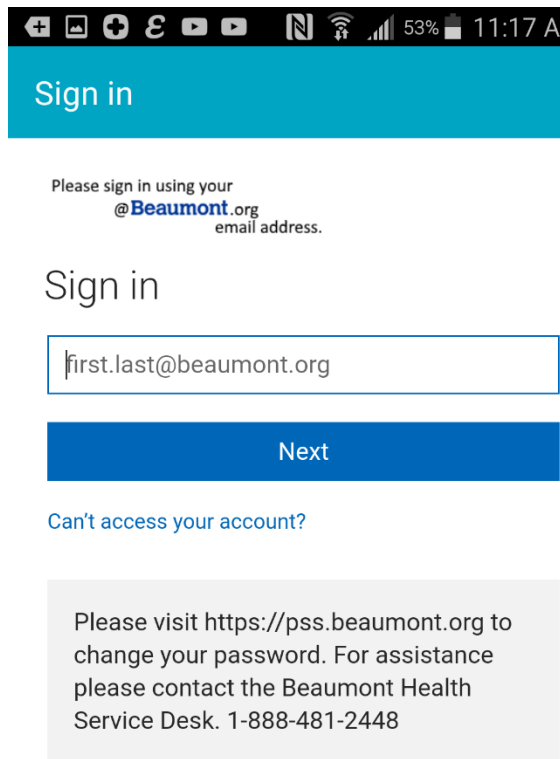 53% 11:17 A
Sign in
Please sign in using your
@Beaumont.org
email address.
Sign in
first.last@beaumont.org
Next
Can't access your account?
Please visit https://pss.beaumont.org to
change your password. For assistance
please contact the Beaumont Health
Service Desk. 1-888-481-2448